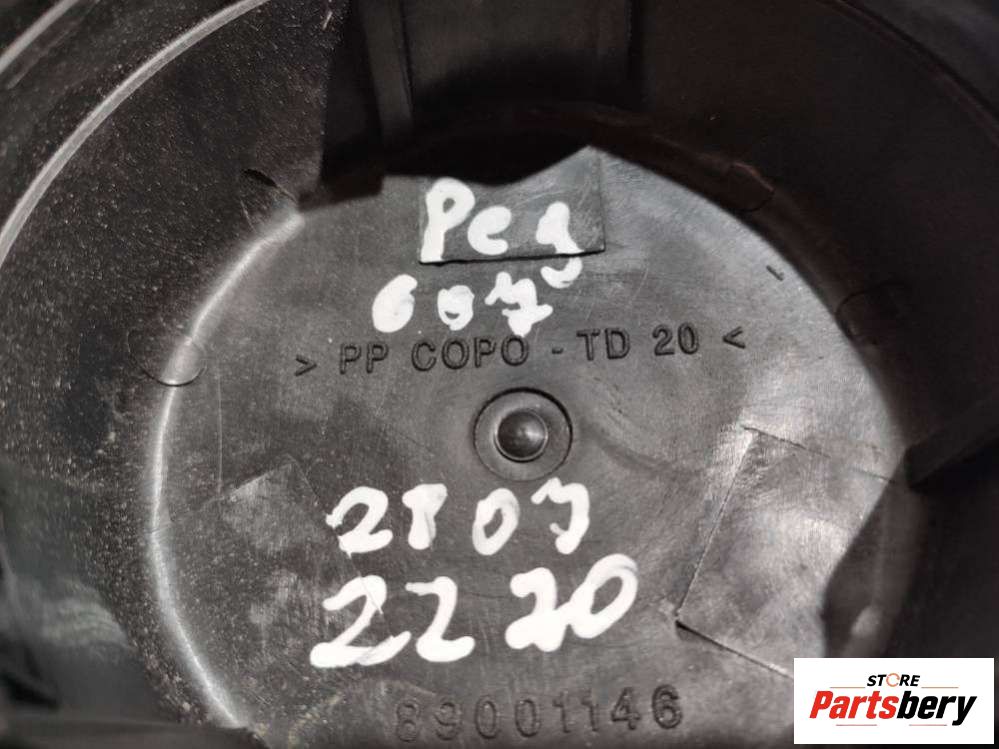 Peg
607
> PP COPO - TD 20 <
2807
2220
89001146
STORE
Partsbery